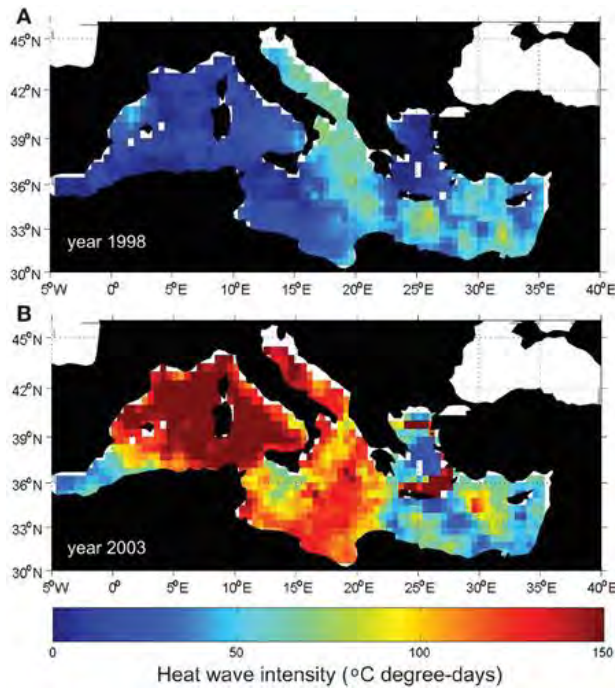 A
45°N
42°N
39°N
36°N
33°N
30°N
year 1998
5°W 0° 5°E 10°E 15°E 20°E 25°E 30°E 35°E 40°E
B
45°N
42°N
39°N
36°N
33°N
30°N
year 2003
5°W 0° 5°E 10°E 15°E 20°E 25°E 30°E 35°E 40°E
0 50 100 150
Heat wave intensity (°C degree-days)